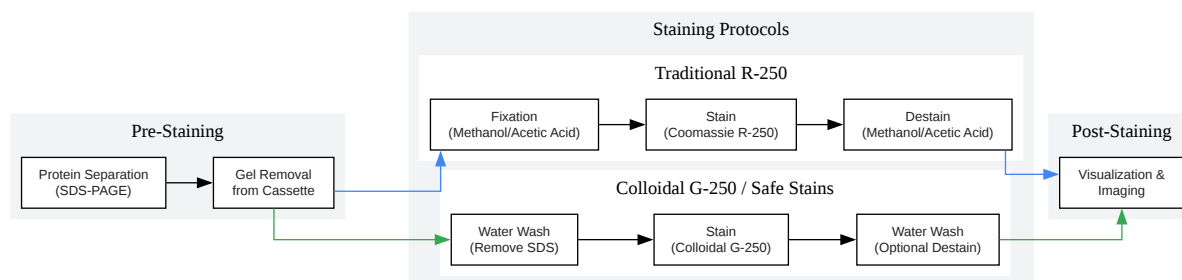 Staining Protocols
Traditional R-250
Fixation
(Methanol/Acetic Acid)
Stain
(Coomassie R-250)
Destain
(Methanol/Acetic Acid)
Pre-Staining
Protein Separation
(SDS-PAGE)
Gel Removal
from Cassette
Post-Staining
Visualization &
Imaging
Colloidal G-250 / Safe Stains
Water Wash
(Remove SDS)
Stain
(Colloidal G-250)
Water Wash
(Optional Destain)